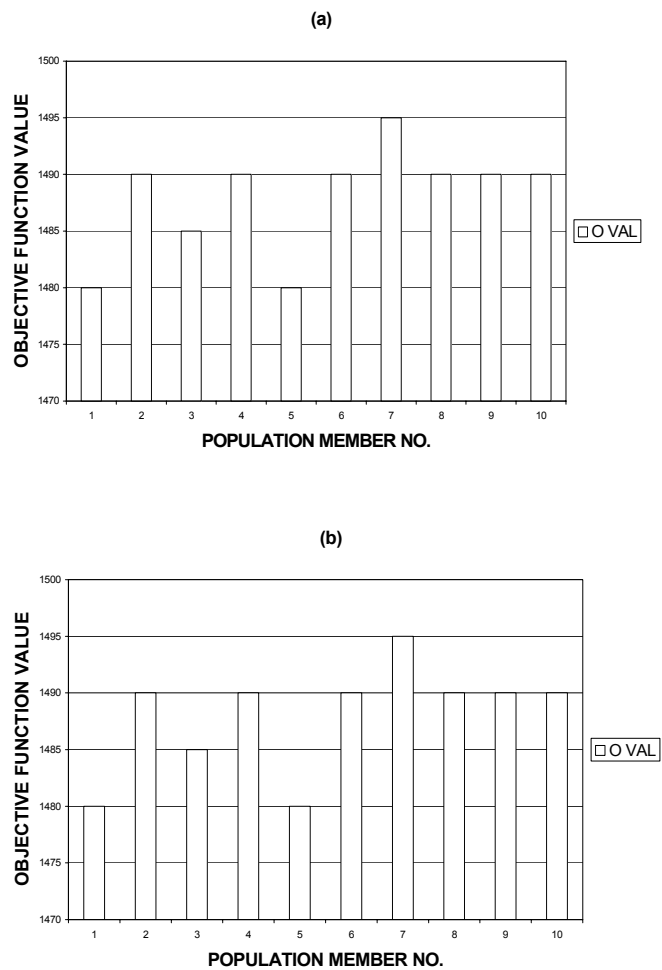 (a)
OBJECTIVE FUNCTION VALUE
1500
1495
1490
1485
1480
1475
1470
1 2 3 4 5 6 7 8 9 10
POPULATION MEMBER NO.
O VAL
(b)
OBJECTIVE FUNCTION VALUE
1500
1495
1490
1485
1480
1475
1470
1 2 3 4 5 6 7 8 9 10
POPULATION MEMBER NO.
O VAL